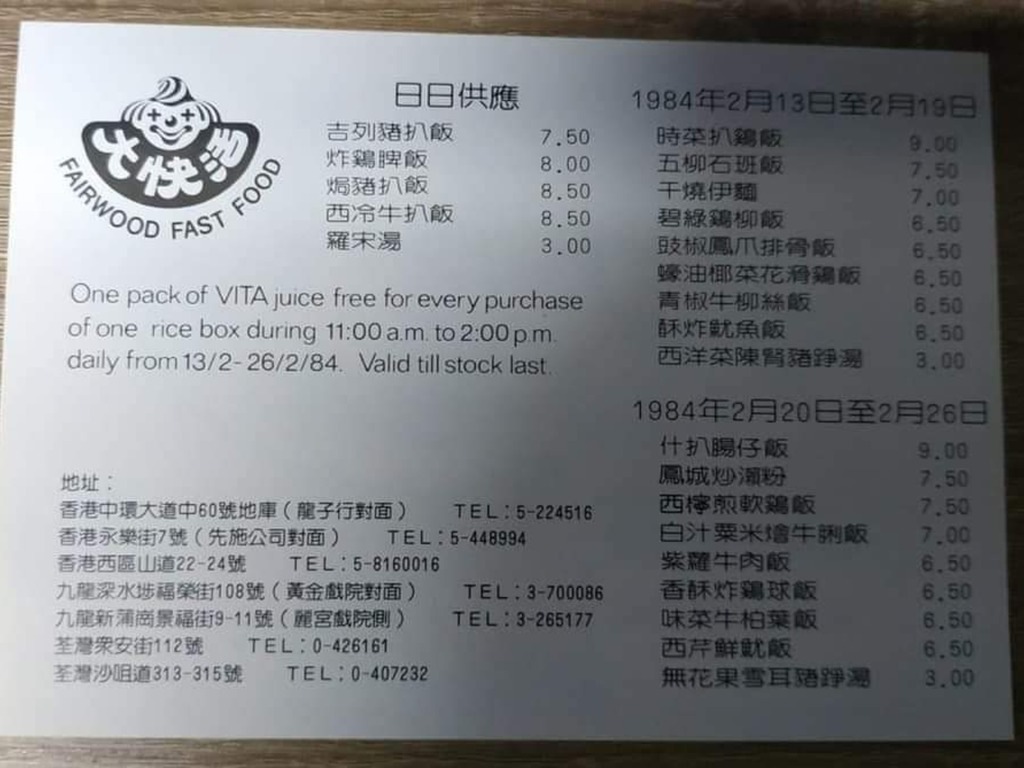 大快活
FAIRWOOD FAST FOOD
日日供應
吉列豬扒飯 7.50
炸鷄脾飯 8.00
焗豬扒飯 8.50
西冷牛扒飯 8.50
羅宋湯 3.00
One pack of VITA juice free for every purchase
of one rice box during 11:00 a.m. to 2:00 p.m.
daily from 13/2-26/2/84. Valid till stock last.
地址：
香港中環大道中60號地庫（龍子行對面） TEL:5-224516
香港永樂街7號（先施公司對面） TEL:5-448994
香港西區山道22-24號 TEL:5-8160016
九龍深水埗福榮街108號（黃金戲院對面） TEL:3-700086
九龍新蒲崗景福街9-11號（麗宮戲院側） TEL:3-265177
荃灣衆安街112號 TEL:0-426161
荃灣沙咀道313-315號 TEL:0-407232
1984年2月13日至2月19日
時菜扒鷄飯 9.00
五柳石班飯 7.50
干燒伊麵 7.00
碧綠鷄柳飯 6.50
豉椒鳳爪排骨飯 6.50
蠔油椰菜花滑鷄飯 6.50
青椒牛柳絲飯 6.50
酥炸魷魚飯 6.50
西洋菜陳腎豬踭湯 3.00
1984年2月20日至2月26日
什扒腸仔飯 9.00
鳳城炒瀨粉 7.50
西檸煎軟鷄飯 7.50
白汁粟米燴牛脷飯 7.00
紫蘿牛肉飯 6.50
香酥炸鷄球飯 6.50
味菜牛柏葉飯 6.50
西芹鮮魷飯 6.50
無花果雪耳豬踭湯 3.00